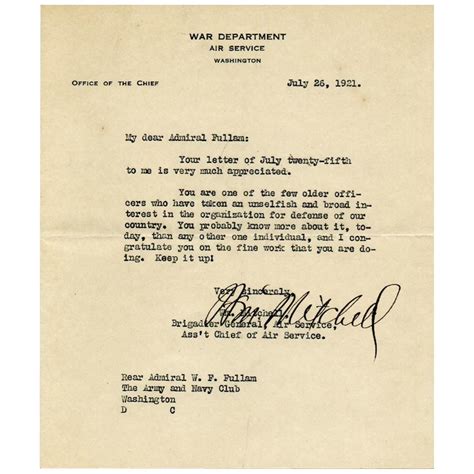 WAR DEPARTMENT
AIR SERVICE
WASHINGTON
OFFICE OF THE CHIEF
July 26, 1921.
My dear Admiral Fullam:
Your letter of July twenty-fifth
to me is very much appreciated.
You are one of the few older offi-
cers who have taken an unselfish and broad in-
terest in the organization for defense of our
country. You probably know more about it, to-
day, than any other one individual, and I con-
gratulate you on the fine work that you are do-
ing. Keep it up!
Very sincerely,
Wm. Mitchell
Wm. Mitchell
Brigadier General, Air Service.
Ass't Chief of Air Service.
Rear Admiral W. F. Fullam
The Army and Navy Club
Washington
D C